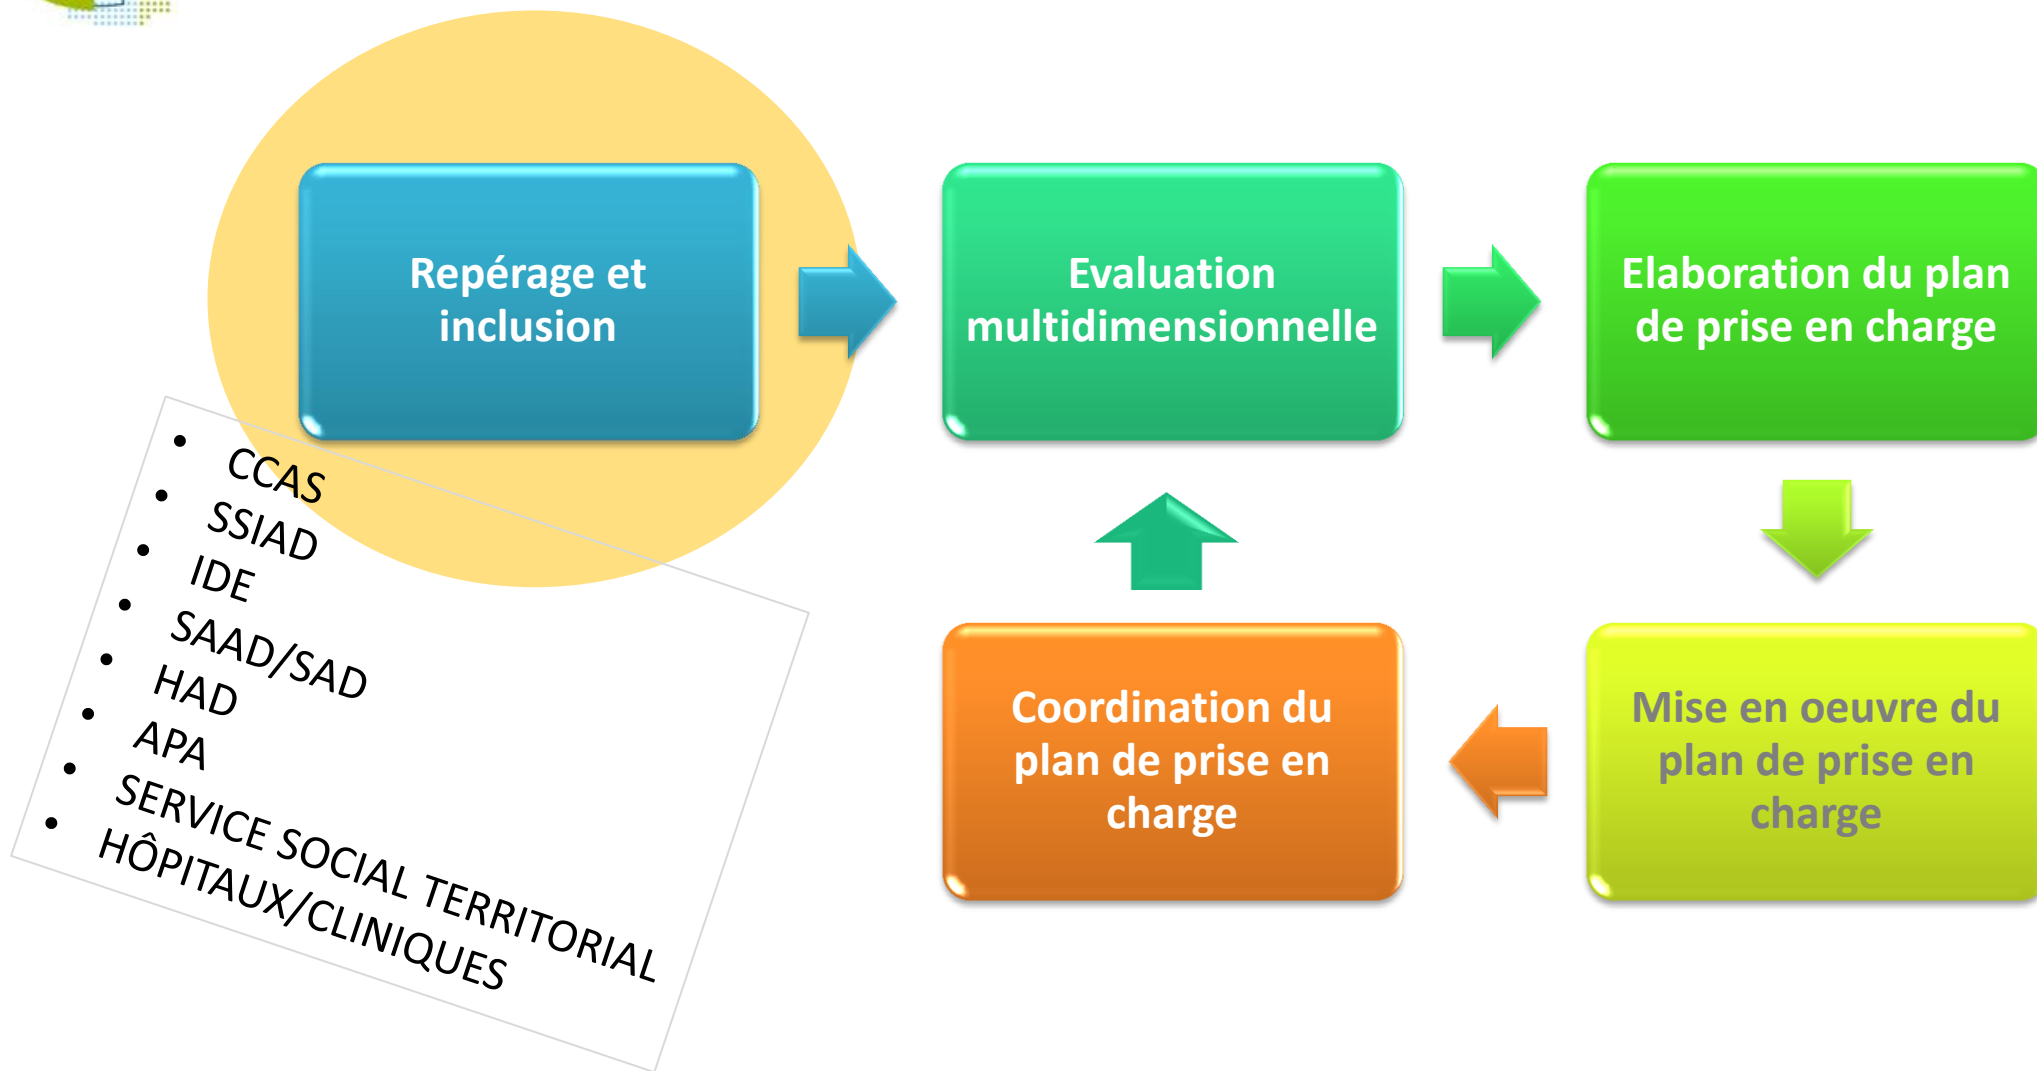 Repérage et
inclusion
Evaluation
multidimensionnelle
Elaboration du plan
de prise en charge
• CCAS
• SSIAD
• IDE
• SAAD/SAD
• HAD
• APA
• SERVICE SOCIAL TERRITORIAL
• HÔPITAUX/CLINIQUES
Coordination du
plan de prise en
charge
Mise en oeuvre du
plan de prise en
charge